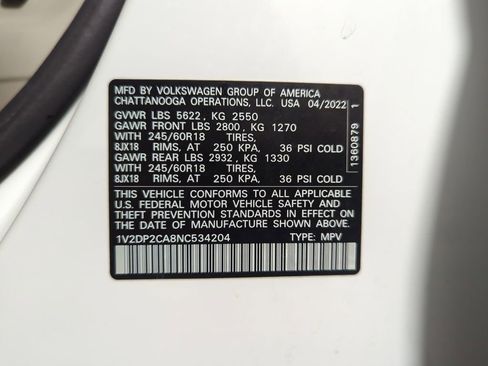 MFD BY VOLKSWAGEN GROUP OF AMERICA
CHATTANOOGA OPERATIONS, LLC. USA 04/2022
GVWR LBS 5622, KG 2550
GAWR FRONT LBS 2800, KG 1270
WITH 245/60R18 TIRES,
8JX18 RIMS, AT 250 KPA, 36 PSI COLD
GAWR REAR LBS 2932, KG 1330
WITH 245/60R18 TIRES,
8JX18 RIMS, AT 250 KPA, 36 PSI COLD
THIS VEHICLE CONFORMS TO ALL APPLICABLE
U.S. FEDERAL MOTOR VEHICLE SAFETY AND
THEFT PREVENTION STANDARDS IN EFFECT ON
THE DATE OF MANUFACTURE SHOWN ABOVE.
1V2DP2CA8NC534204 TYPE: MPV
1360879 1